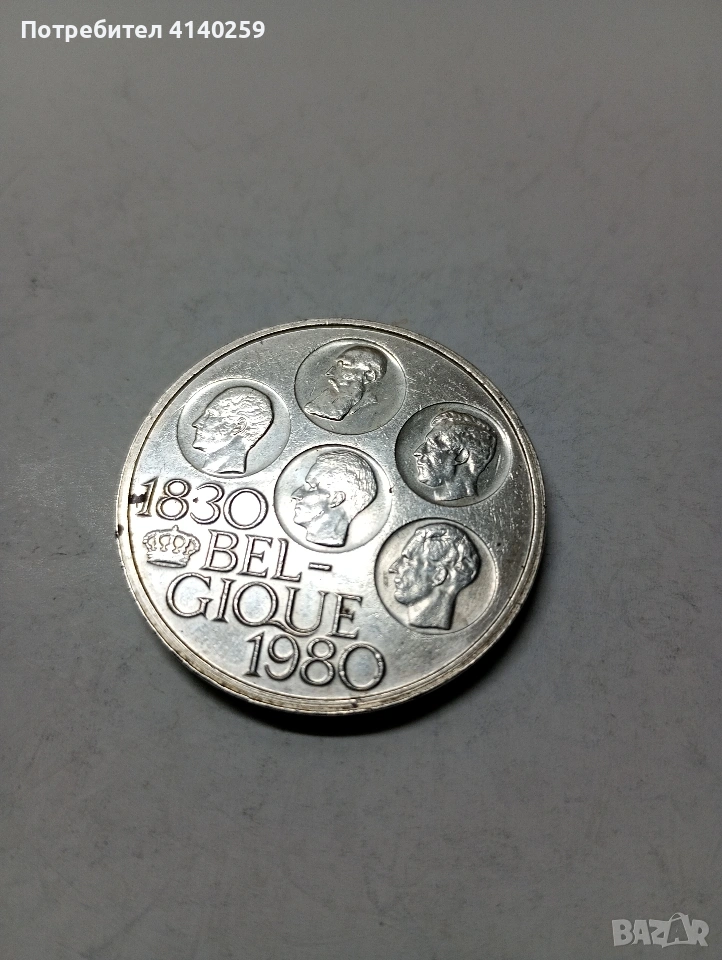 Потребител 4140259
1830
BEL-
GIQUE
1980
BAZAR